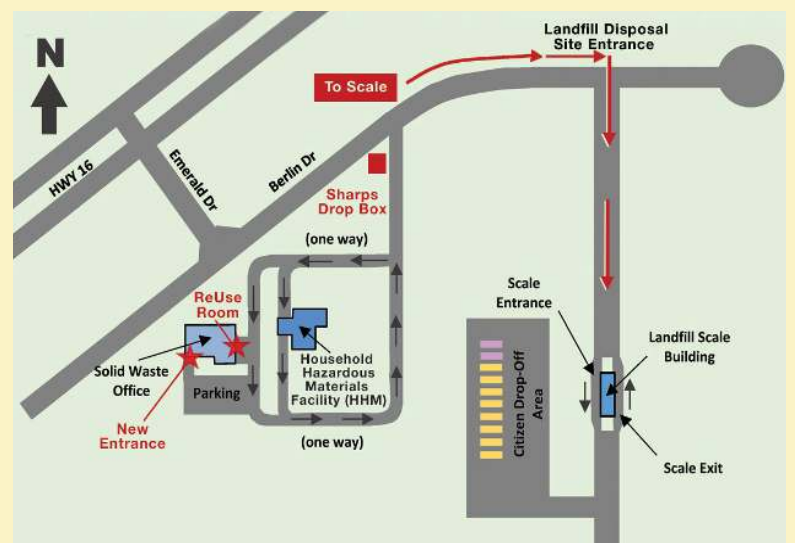 N
Landfill Disposal
Site Entrance
To Scale
HWY 16
Emerald Dr
Berlin Dr
Sharps
Drop Box
(one way)
ReUse
Room
Solid Waste
Office
Parking
New
Entrance
Household
Hazardous
Materials
Facility (HHM)
(one way)
Scale
Entrance
Landfill Scale
Building
Citizen Drop-Off
Area
Scale Exit